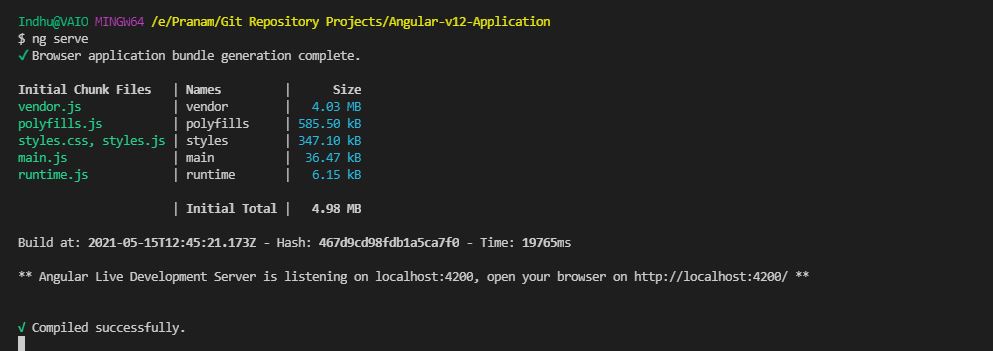 Indhu@VAIO MINGW64 /e/Pranam/Git Repository Projects/Angular-v12-Application
$ ng serve
✓ Browser application bundle generation complete.
Initial Chunk Files | Names | Size
vendor.js | vendor | 4.03 MB
polyfills.js | polyfills | 585.50 kB
styles.css, styles.js | styles | 347.10 kB
main.js | main | 36.47 kB
runtime.js | runtime | 6.15 kB
| Initial Total | 4.98 MB
Build at: 2021-05-15T12:45:21.173Z - Hash: 467d9cd98fdb1a5ca7f0 - Time: 19765ms
** Angular Live Development Server is listening on localhost:4200, open your browser on http://localhost:4200/ **
√ Compiled successfully.